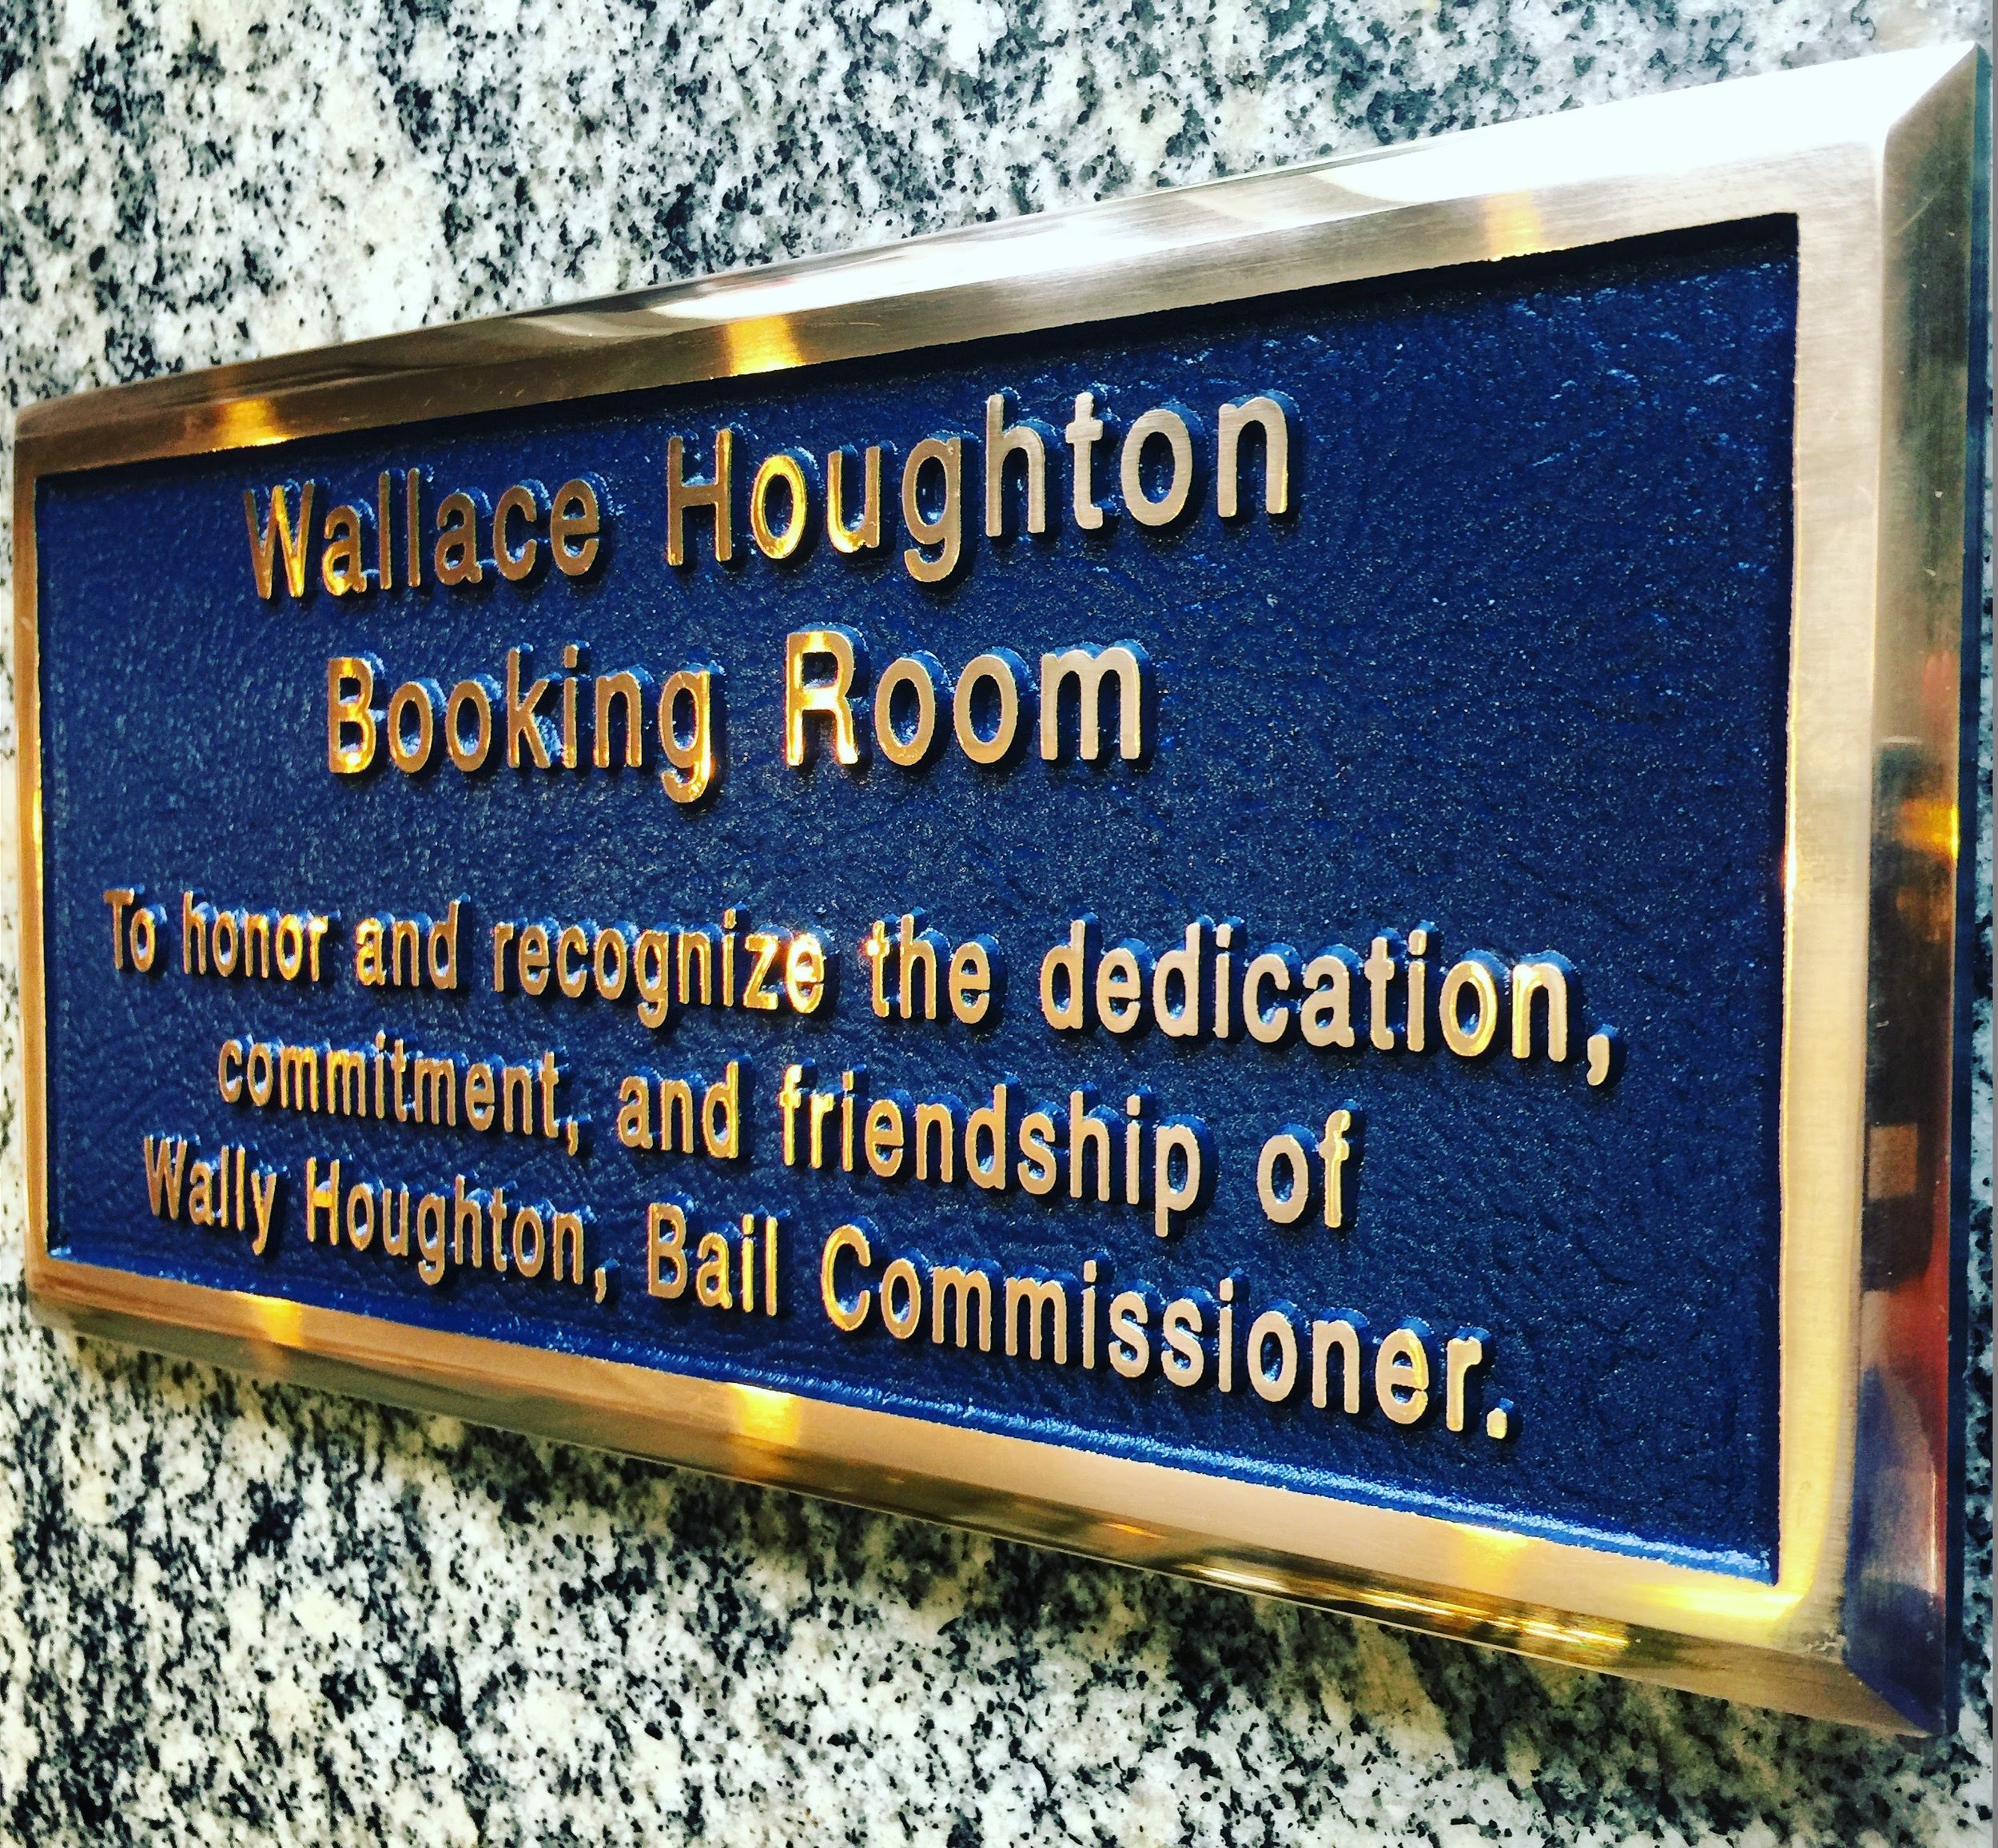 Wallace Houghton
Booking Room
To honor and recognize the dedication,
commitment, and friendship of
Wally Houghton, Bail Commissioner.